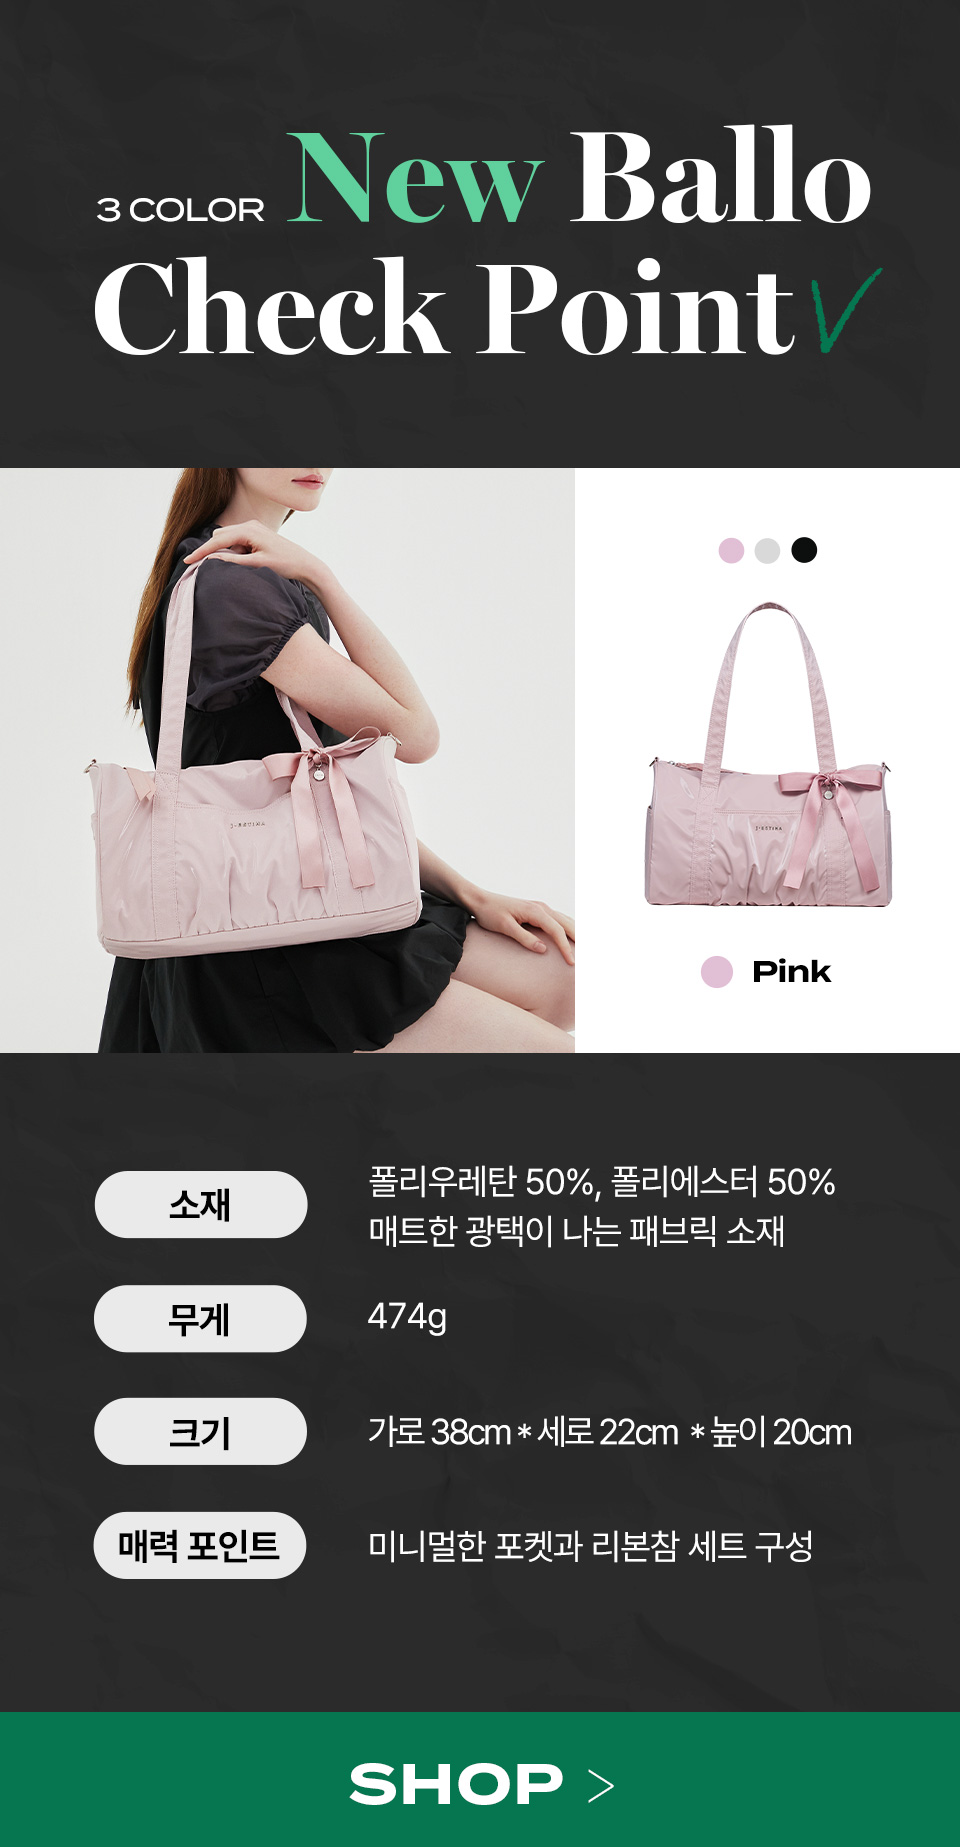 3 COLOR New Ballo
Check Point
J·ESTINA
J·ESTINA
Pink
소재
폴리우레탄 50%, 폴리에스터 50%
매트한 광택이 나는 패브릭 소재
무게
474g
크기
가로 38cm * 세로 22cm * 높이 20cm
매력 포인트
미니멀한 포켓과 리본참 세트 구성
SHOP >